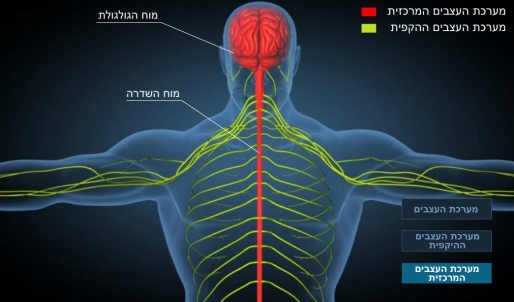 מערכת העצבים המרכזית
מערכת העצבים ההקפית
מוח הגולגולת
מוח השדרה
מערכת העצבים
מערכת העצבים
ההיקפית
מערכת העצבים
המרכזית